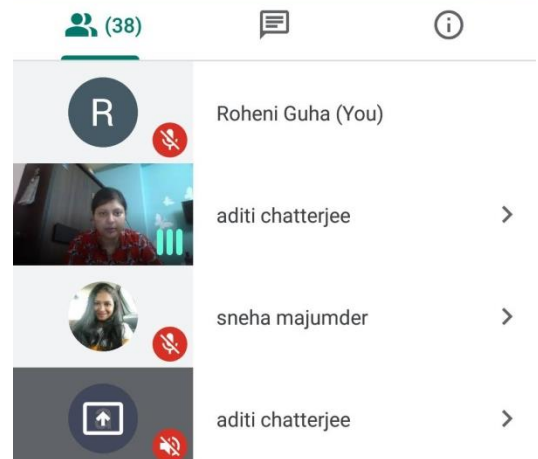 (38)
R
Roheni Guha (You)
aditi chatterjee
sneha majumder
aditi chatterjee